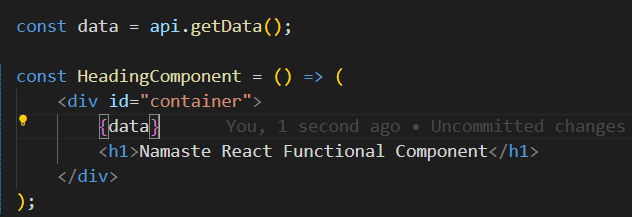 const data = api.getData();
const HeadingComponent = () => (
<div id="container">
{data} You, 1 second ago • Uncommitted changes
<h1>Namaste React Functional Component</h1>
</div>
);